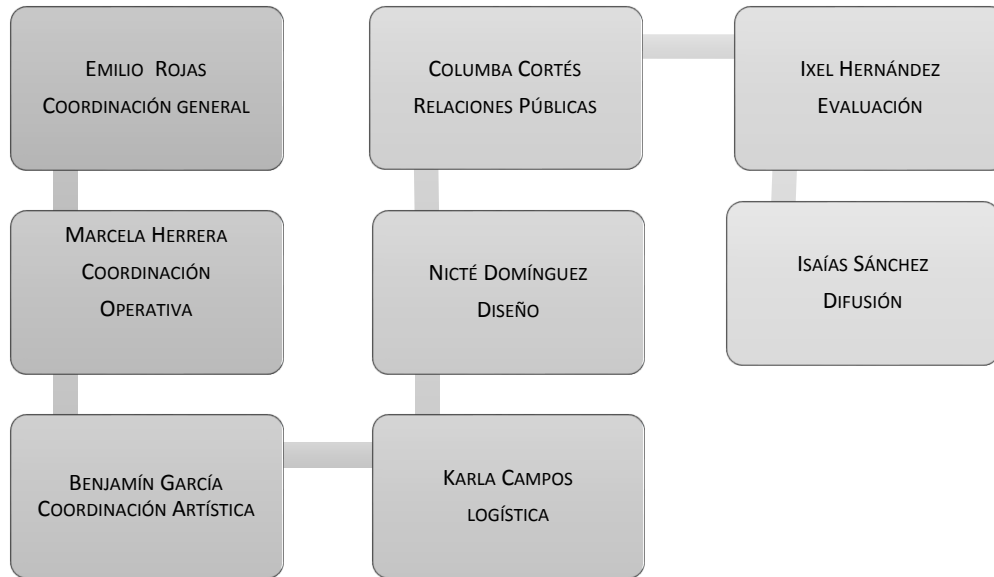 Emilio Rojas
Coordinación general
Marcela Herrera
Coordinación
Operativa
Benjamín García
Coordinación Artística
Karla Campos
logística
Nicté Domínguez
Diseño
Columba Cortés
Relaciones Públicas
Ixel Hernández
Evaluación
Isaías Sánchez
Difusión